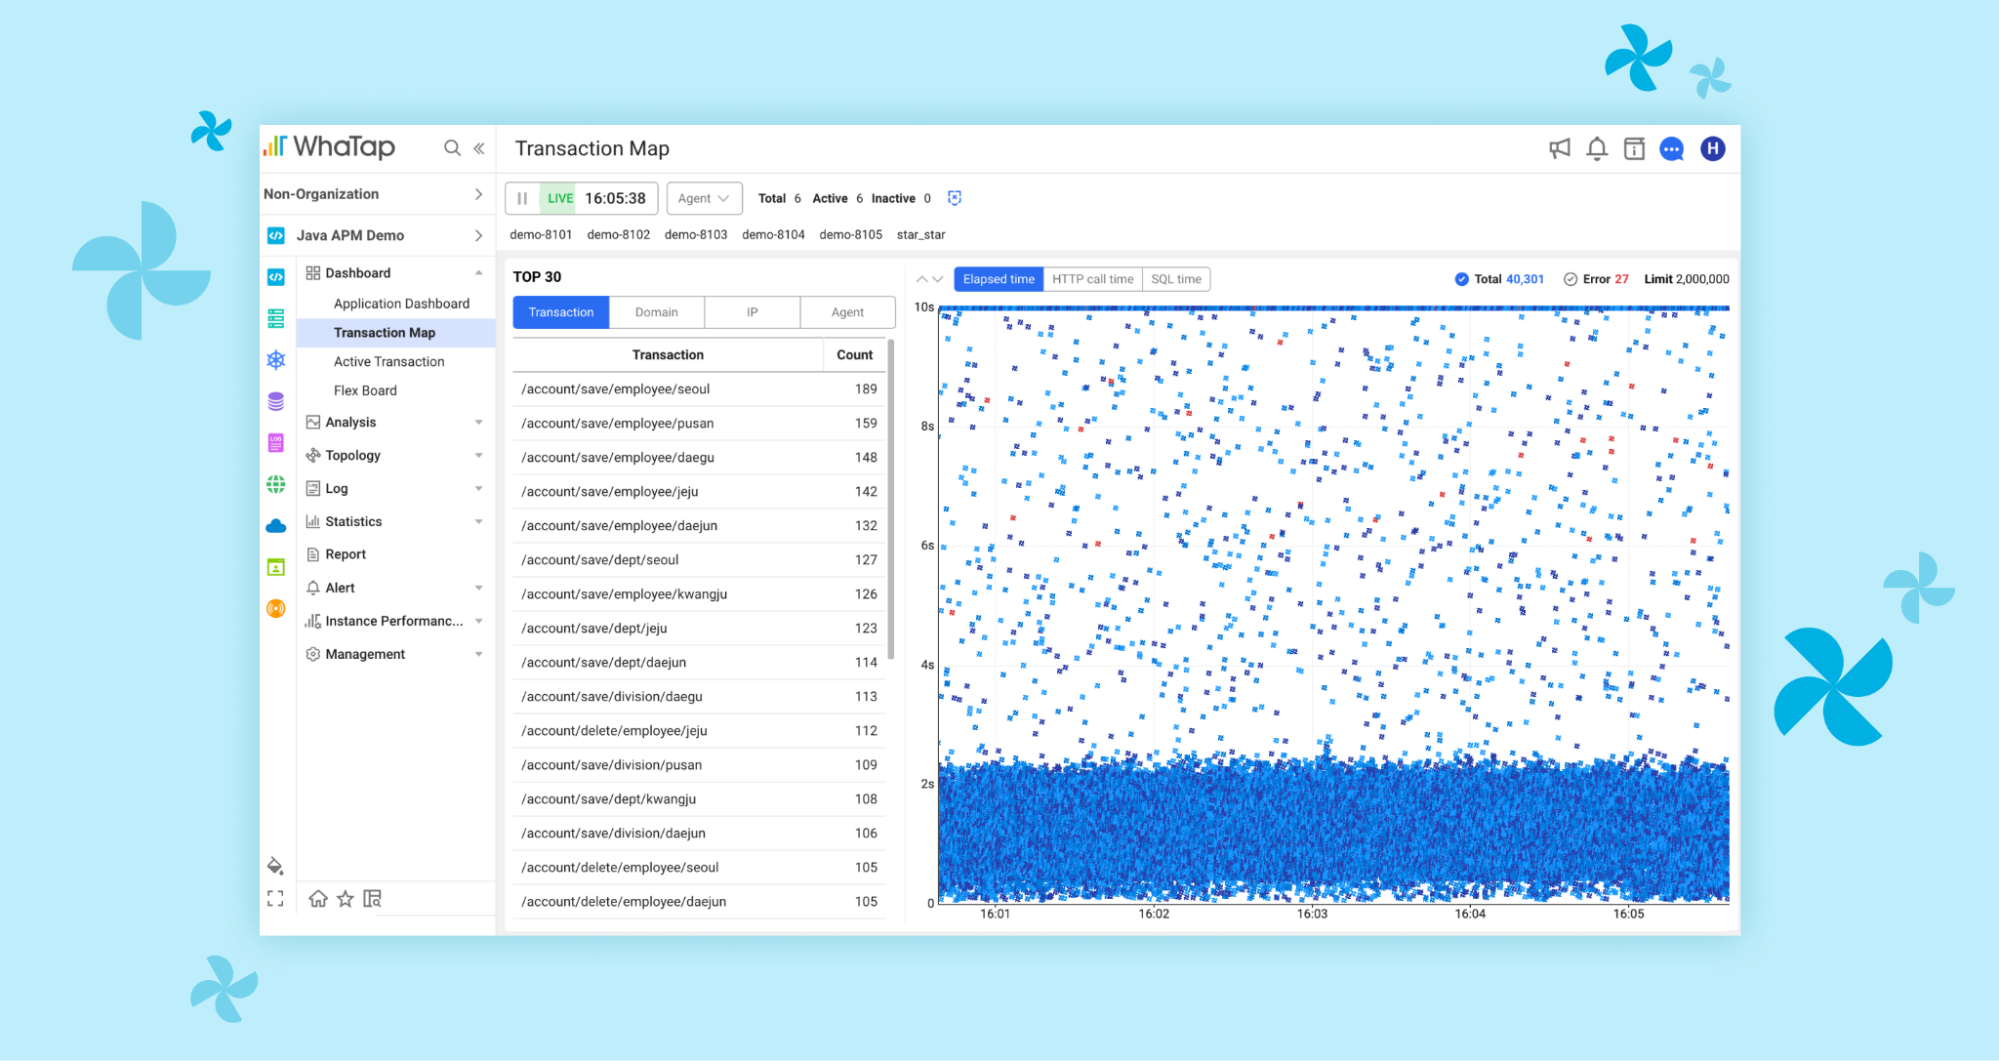 WhaTap
Transaction Map
H
Non-Organization
LIVE 16:05:38
Agent
Total 6 Active 6 Inactive 0
Java APM Demo
demo-8101 demo-8102 demo-8103 demo-8104 demo-8105 star_star
Dashboard
Application Dashboard
Transaction Map
Active Transaction
Flex Board
Analysis
Topology
Log
Statistics
Report
Alert
Instance Performanc...
Management
LOG
TOP 30
Transaction Domain IP Agent
Transaction Count
/account/save/employee/seoul 189
/account/save/employee/pusan 159
/account/save/employee/daegu 148
/account/save/employee/jeju 142
/account/save/employee/daejun 132
/account/save/dept/seoul 127
/account/save/employee/kwangju 126
/account/save/dept/jeju 123
/account/save/dept/daejun 114
/account/save/division/daegu 113
/account/delete/employee/jeju 112
/account/save/division/pusan 109
/account/save/dept/kwangju 108
/account/save/division/daejun 106
/account/delete/employee/seoul 105
/account/delete/employee/daejun 105
Elapsed time HTTP call time SQL time
Total 40,301 Error 27 Limit 2,000,000
10s
8s
6s
4s
2s
0
16:01 16:02 16:03 16:04 16:05